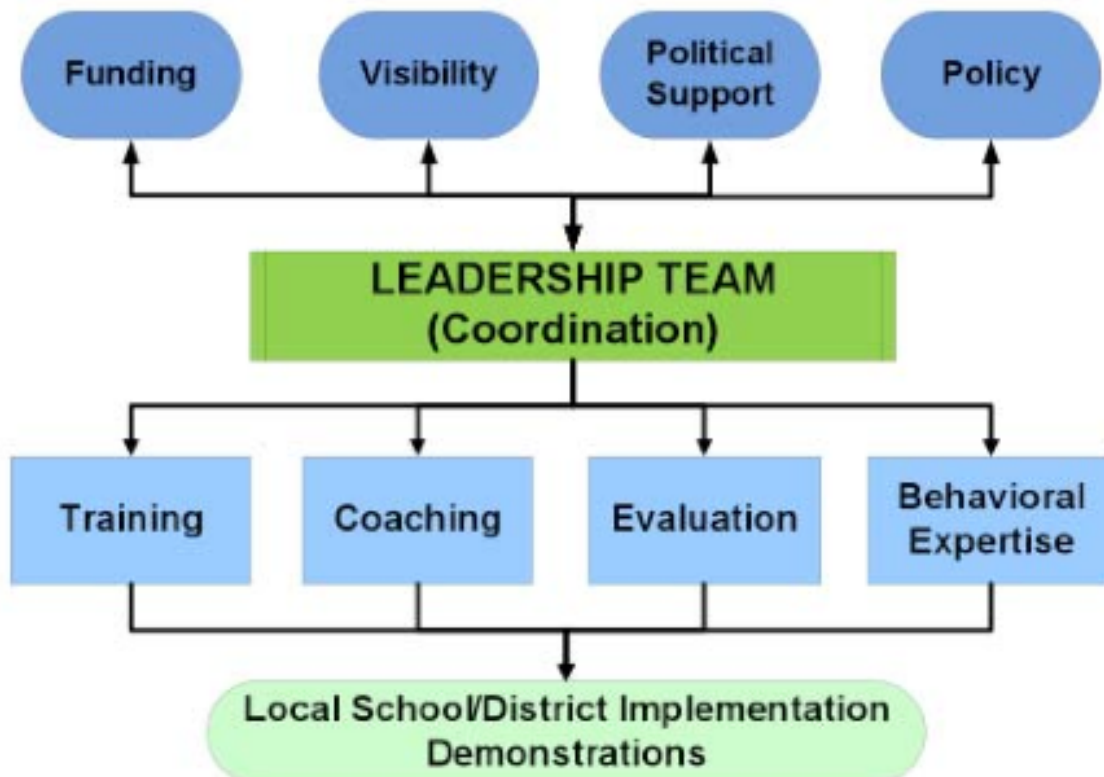 Funding
Visibility
Political
Support
Policy
LEADERSHIP TEAM
(Coordination)
Training
Coaching
Evaluation
Behavioral
Expertise
Local School/District Implementation
Demonstrations